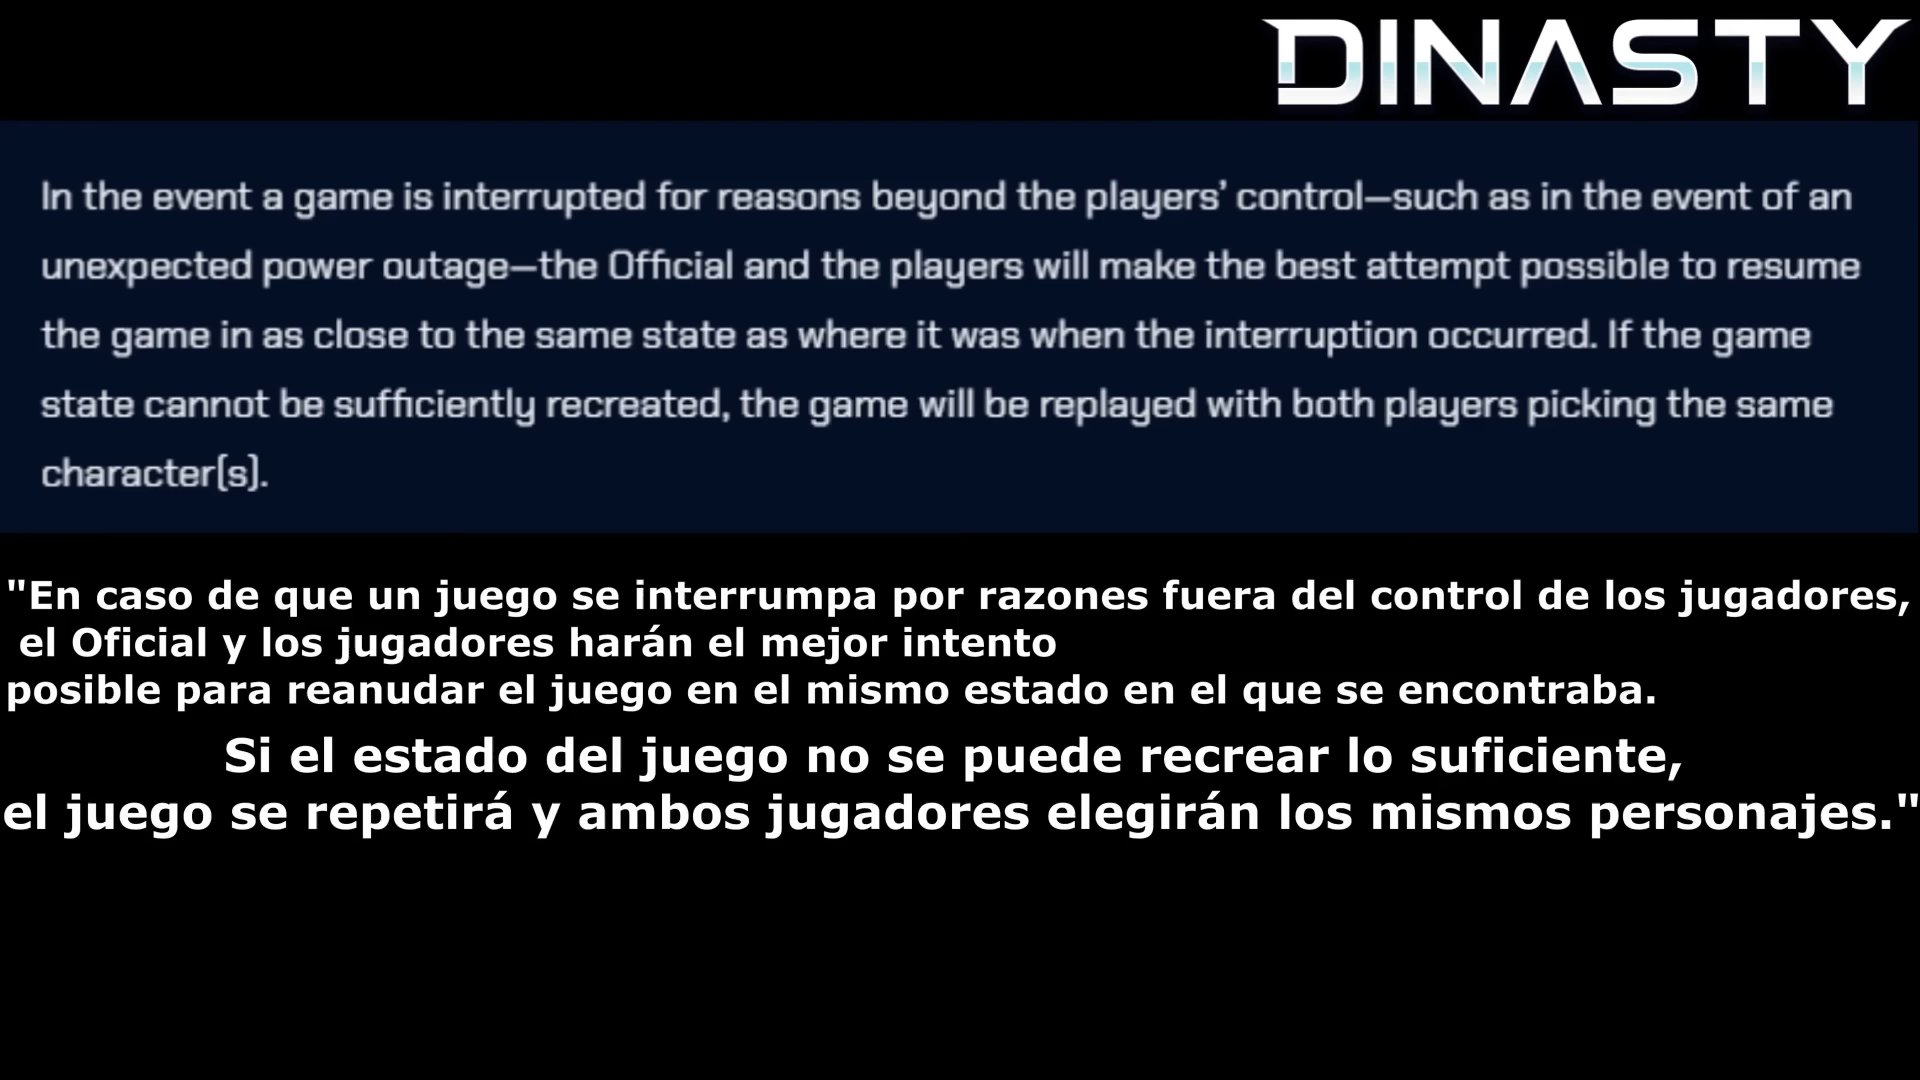 DINASTY
In the event a game is interrupted for reasons beyond the players’ control—such as in the event of an
unexpected power outage—the Official and the players will make the best attempt possible to resume
the game in as close to the same state as where it was when the interruption occurred. If the game
state cannot be sufficiently recreated, the game will be replayed with both players picking the same
character(s).
"En caso de que un juego se interrumpa por razones fuera del control de los jugadores,
el Oficial y los jugadores harán el mejor intento
posible para reanudar el juego en el mismo estado en el que se encontraba.
Si el estado del juego no se puede recrear lo suficiente,
el juego se repetirá y ambos jugadores elegirán los mismos personajes."